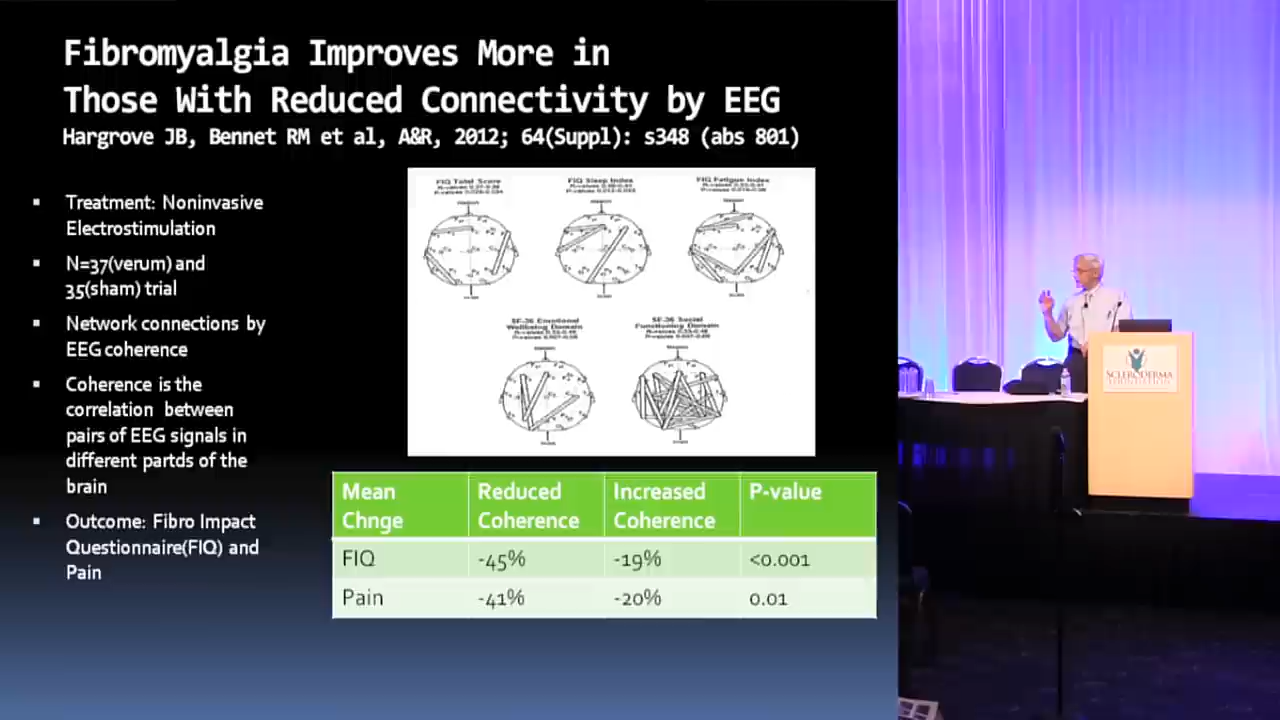 Fibromyalgia Improves More in
Those With Reduced Connectivity by EEG
Hargrove JB, Bennet RM et al, A&R, 2012; 64(Suppl): s348 (abs 801)
▪ Treatment: Noninvasive
Electrostimulation
▪ N=37(verum) and
35(sham) trial
▪ Network connections by
EEG coherence
▪ Coherence is the
correlation between
pairs of EEG signals in
different partds of the
brain
▪ Outcome: Fibro Impact
Questionnaire(FIQ) and
Pain
FIQ Total Score
FIQ Sleep Index
FIQ Fatigue Index
SF-36 Emotional
Wellbeing Domain
SF-36 Social
Functioning Domain
Mean Chnge Reduced Coherence Increased Coherence P-value
FIQ -45% -19% <0.001
Pain -41% -20% 0.01
SCLERODERMA
FOUNDATION